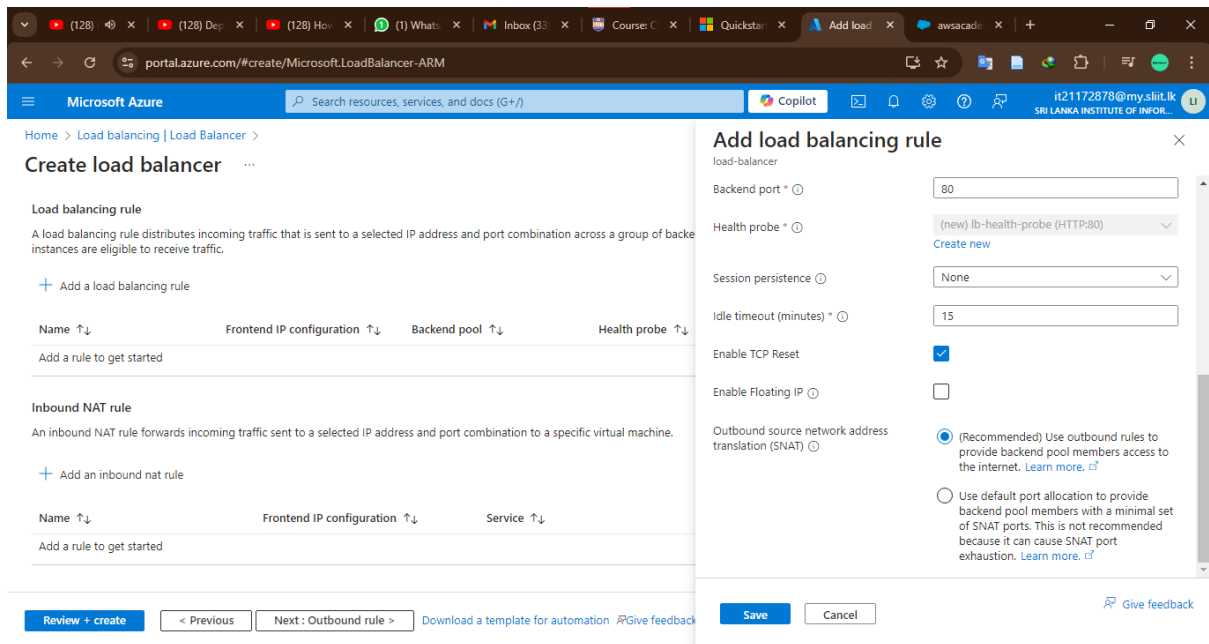 (128)
(128) Dep
(128) How
(1) Whats
Inbox (33)
Course: C
Quickstar
Add load
awsacade
portal.azure.com/#create/Microsoft.LoadBalancer-ARM
Microsoft Azure
Search resources, services, and docs (G+/)
Copilot
it21172878@my.sliit.lk
SRI LANKA INSTITUTE OF INFOR...
LI
Home > Load balancing | Load Balancer >
Create load balancer ...
Load balancing rule
A load balancing rule distributes incoming traffic that is sent to a selected IP address and port combination across a group of backe
instances are eligible to receive traffic.
+ Add a load balancing rule
Name ↑↓ Frontend IP configuration ↑↓ Backend pool ↑↓ Health probe ↑↓
Add a rule to get started
Inbound NAT rule
An inbound NAT rule forwards incoming traffic sent to a selected IP address and port combination to a specific virtual machine.
+ Add an inbound nat rule
Name ↑↓ Frontend IP configuration ↑↓ Service ↑↓
Add a rule to get started
Review + create
< Previous
Next : Outbound rule >
Download a template for automation
Give feedback
Add load balancing rule
load-balancer
Backend port * 80
Health probe * (new) lb-health-probe (HTTP:80)
Create new
Session persistence None
Idle timeout (minutes) * 15
Enable TCP Reset
Enable Floating IP
Outbound source network address
translation (SNAT)
(Recommended) Use outbound rules to
provide backend pool members access to
the internet. Learn more.
Use default port allocation to provide
backend pool members with a minimal set
of SNAT ports. This is not recommended
because it can cause SNAT port
exhaustion. Learn more.
Save
Cancel
Give feedback